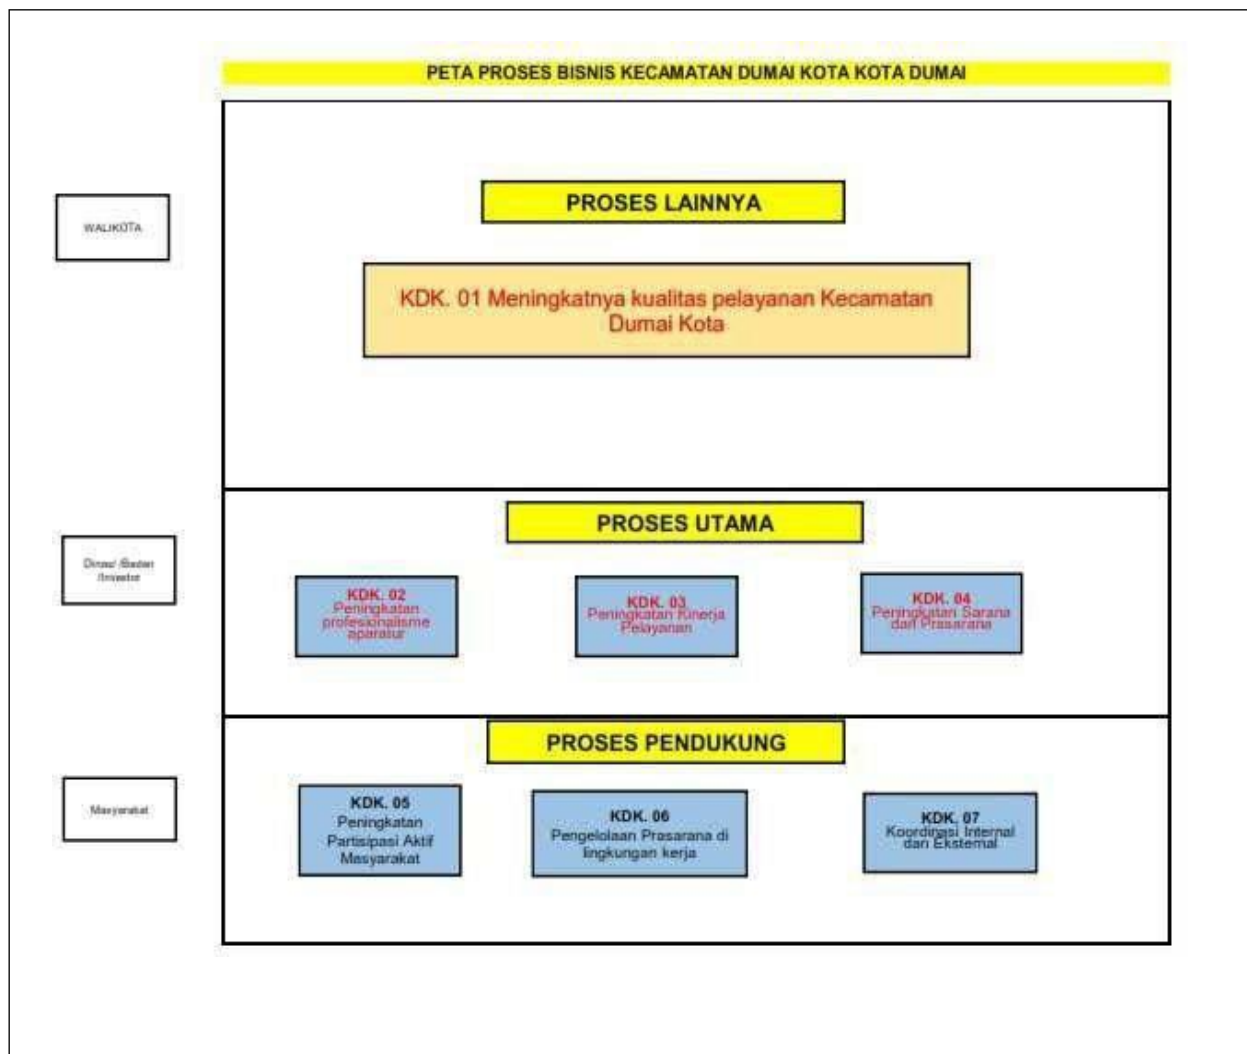 PETA PROSES BISNIS KECAMATAN DUMAI KOTA KOTA DUMAI
WALIKOTA
PROSES LAINNYA
KDK. 01 Meningkatnya kualitas pelayanan Kecamatan
Dumai Kota
Dinas/ /Badan
/Investor
PROSES UTAMA
KDK. 02
Peningkatan
profesionalisme
aparatur
KDK. 03
Peningkatan Kinerja
Pelayanan
KDK. 04
Peningkatan Sarana
dan Prasarana
Masyarakat
PROSES PENDUKUNG
KDK. 05
Peningkatan
Partisipasi Aktif
Masyarakat
KDK. 06
Pengelolaan Prasarana di
lingkungan kerja
KDK. 07
Koordinasi Internal
dan Eksternal